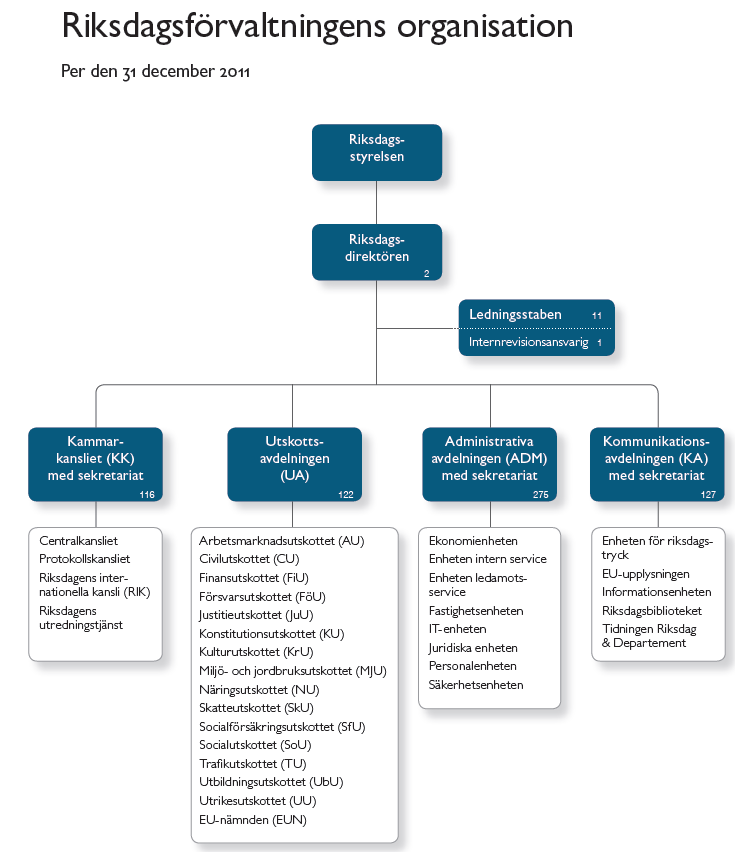 Riksdagsförvaltningens organisation
Per den 31 december 2011
Riksdags-
styrelsen
Riksdags-
direktören
2
Ledningsstaben 11
Internrevisionsansvarig 1
Kammar-
kansliet (KK)
med sekretariat
116
Centralkansliet
Protokollskansliet
Riksdagens inter-
nationella kansli (RIK)
Riksdagens
utredningstjänst
Utskotts-
avdelningen
(UA)
122
Arbetsmarknadsutskottet (AU)
Civilutskottet (CU)
Finansutskottet (FiU)
Försvarsutskottet (FöU)
Justitieutskottet (JuU)
Konstitutionsutskottet (KU)
Kulturutskottet (KrU)
Miljö- och jordbruksutskottet (MJU)
Näringsutskottet (NU)
Skatteutskottet (SkU)
Socialförsäkringsutskottet (SfU)
Socialutskottet (SoU)
Trafikutskottet (TU)
Utbildningsutskottet (UbU)
Utrikesutskottet (UU)
EU-nämnden (EUN)
Administrativa
avdelningen (ADM)
med sekretariat
275
Ekonomienheten
Enheten intern service
Enheten ledamots-
service
Fastighetsenheten
IT-enheten
Juridiska enheten
Personalenheten
Säkerhetsenheten
Kommunikations-
avdelningen (KA)
med sekretariat
127
Enheten för riksdags-
tryck
EU-upplysningen
Informationsenheten
Riksdagsbiblioteket
Tidningen Riksdag
& Departement